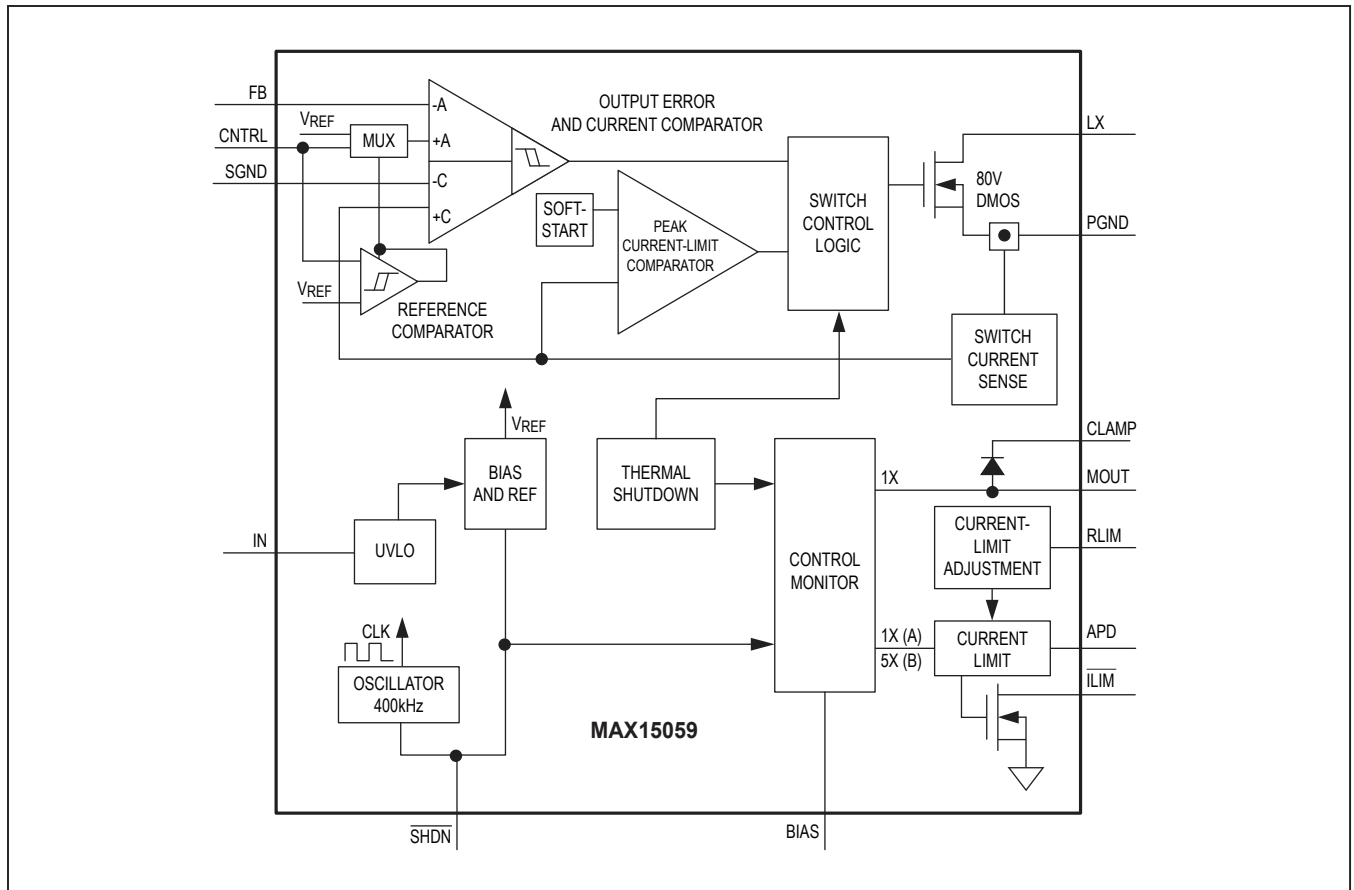 FB
CNTRL
SGND
VREF
MUX
-A
+A
-C
+C
OUTPUT ERROR
AND CURRENT COMPARATOR
VREF
REFERENCE
COMPARATOR
SOFT-
START
PEAK
CURRENT-LIMIT
COMPARATOR
SWITCH
CONTROL
LOGIC
80V
DMOS
LX
PGND
SWITCH
CURRENT
SENSE
VREF
BIAS
AND REF
THERMAL
SHUTDOWN
IN
UVLO
CLK
OSCILLATOR
400kHz
CONTROL
MONITOR
1X
CLAMP
MOUT
CURRENT-
LIMIT
ADJUSTMENT
RLIM
1X (A)
5X (B)
CURRENT
LIMIT
APD
ILIM
MAX15059
SHDN
BIAS